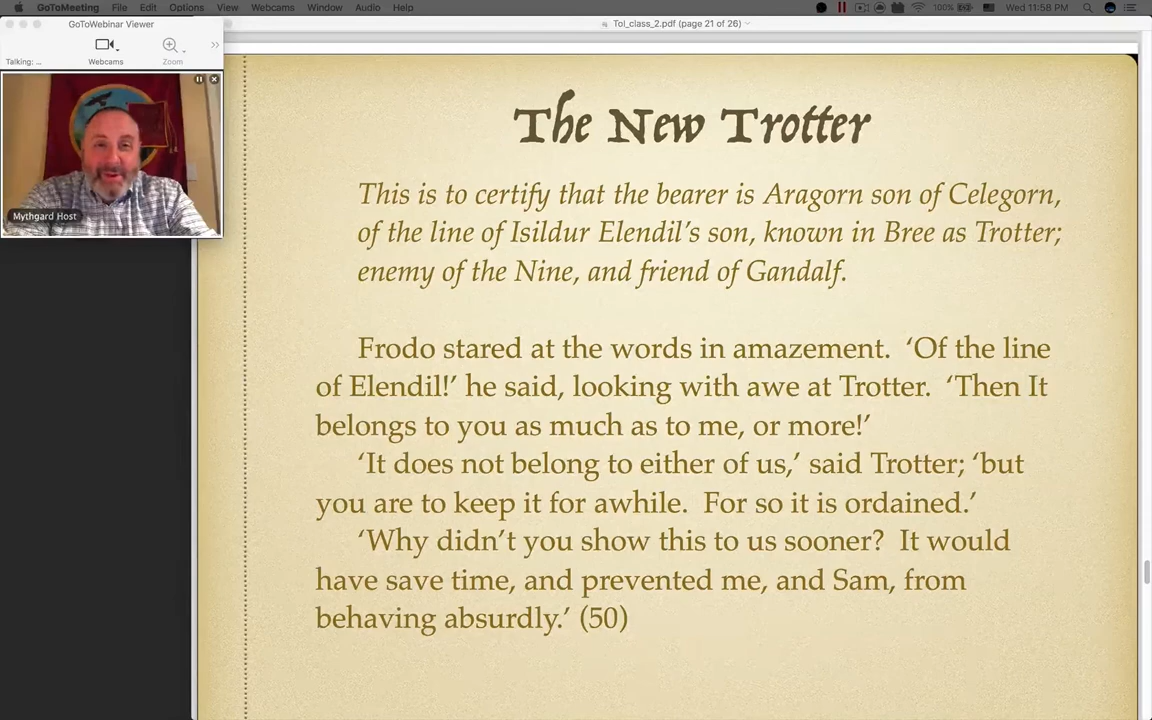 GoToMeeting File Edit Options View Webcams Window Audio Help 100% Wed 11:58 PM
GoToWebinar Viewer
Tol_class_2.pdf (page 21 of 26)
Talking: ...
Webcams
Zoom
Mythgard Host
The New Trotter
This is to certify that the bearer is Aragorn son of Celegorn,
of the line of Isildur Elendil's son, known in Bree as Trotter;
enemy of the Nine, and friend of Gandalf.
Frodo stared at the words in amazement. 'Of the line
of Elendil!' he said, looking with awe at Trotter. 'Then It
belongs to you as much as to me, or more!'
'It does not belong to either of us,' said Trotter; 'but
you are to keep it for awhile. For so it is ordained.'
'Why didn't you show this to us sooner? It would
have save time, and prevented me, and Sam, from
behaving absurdly.' (50)